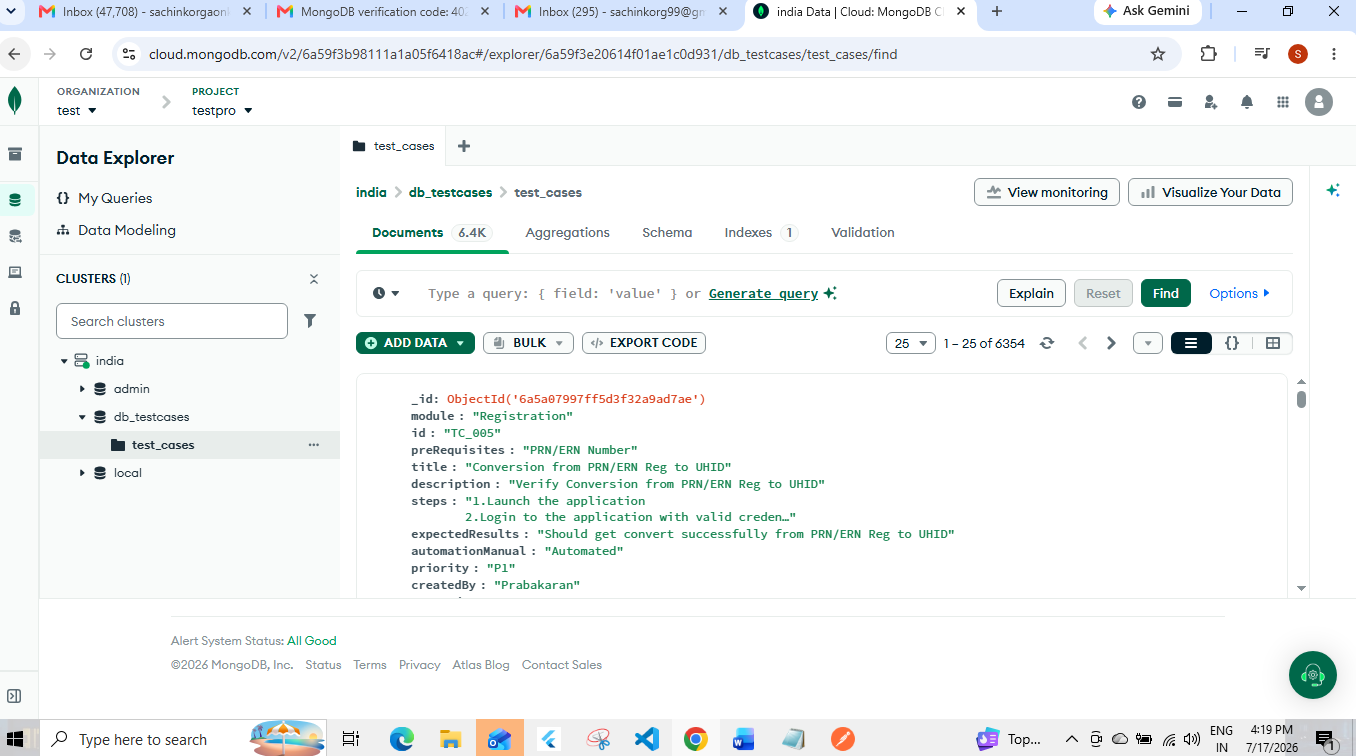 Inbox (47,708) - sachinkorgaonk
MongoDB verification code: 402
Inbox (295) - sachinkorg99@gm
india Data | Cloud: MongoDB Cl
Ask Gemini
cloud.mongodb.com/v2/6a59f3b98111a1a05f6418ac#/explorer/6a59f3e20614f01ae1c0d931/db_testcases/test_cases/find
S
ORGANIZATION
test
PROJECT
testpro
Data Explorer
My Queries
Data Modeling
CLUSTERS (1)
Search clusters
india
admin
db_testcases
test_cases
local
test_cases
india > db_testcases > test_cases
View monitoring
Visualize Your Data
Documents 6.4K
Aggregations
Schema
Indexes 1
Validation
Type a query: { field: 'value' } or Generate query
Explain
Reset
Find
Options
ADD DATA
BULK
EXPORT CODE
25
1 – 25 of 6354
{}
_id: ObjectId('6a5a07997ff5d3f32a9ad7ae')
module : "Registration"
id : "TC_005"
preRequisites : "PRN/ERN Number"
title : "Conversion from PRN/ERN Reg to UHID"
description : "Verify Conversion from PRN/ERN Reg to UHID"
steps : "1.Launch the application
2.Login to the application with valid creden…"
expectedResults : "Should get convert successfully from PRN/ERN Reg to UHID"
automationManual : "Automated"
priority : "P1"
createdBy : "Prabakaran"
Alert System Status: All Good
©2026 MongoDB, Inc. Status Terms Privacy Atlas Blog Contact Sales
Type here to search
Top...
ENG
IN
4:19 PM
7/17/2026
1